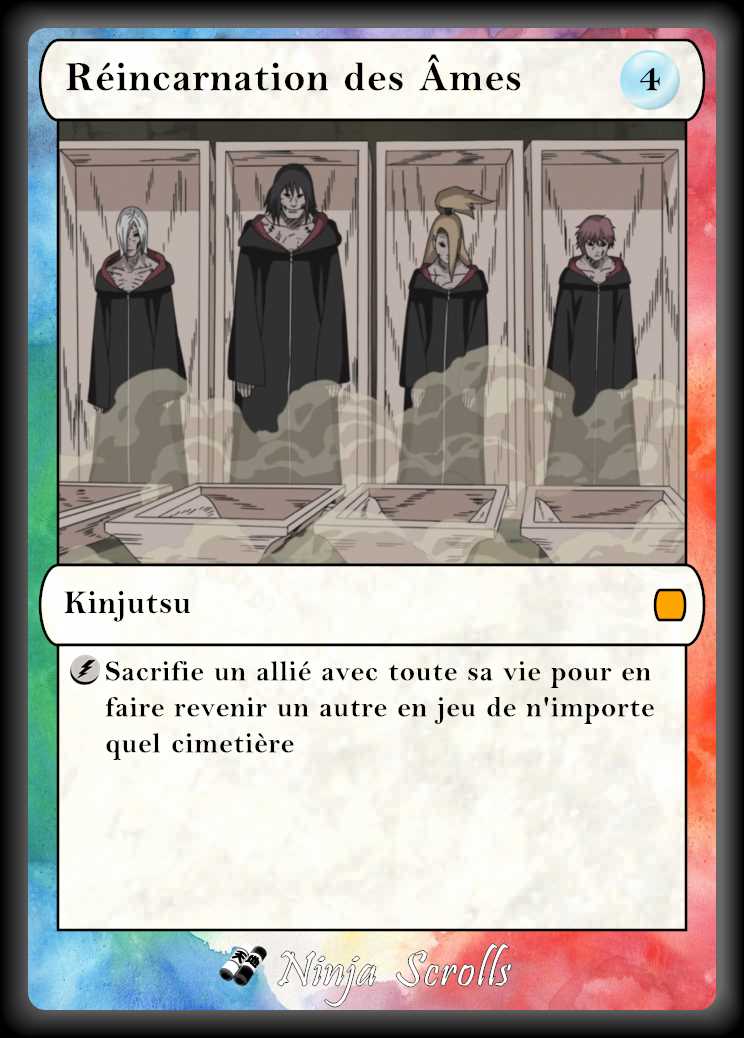 Réincarnation des Âmes 4
Kinjutsu
Sacrifie un allié avec toute sa vie pour en
faire revenir un autre en jeu de n'importe
quel cimetière
Ninja Scrolls